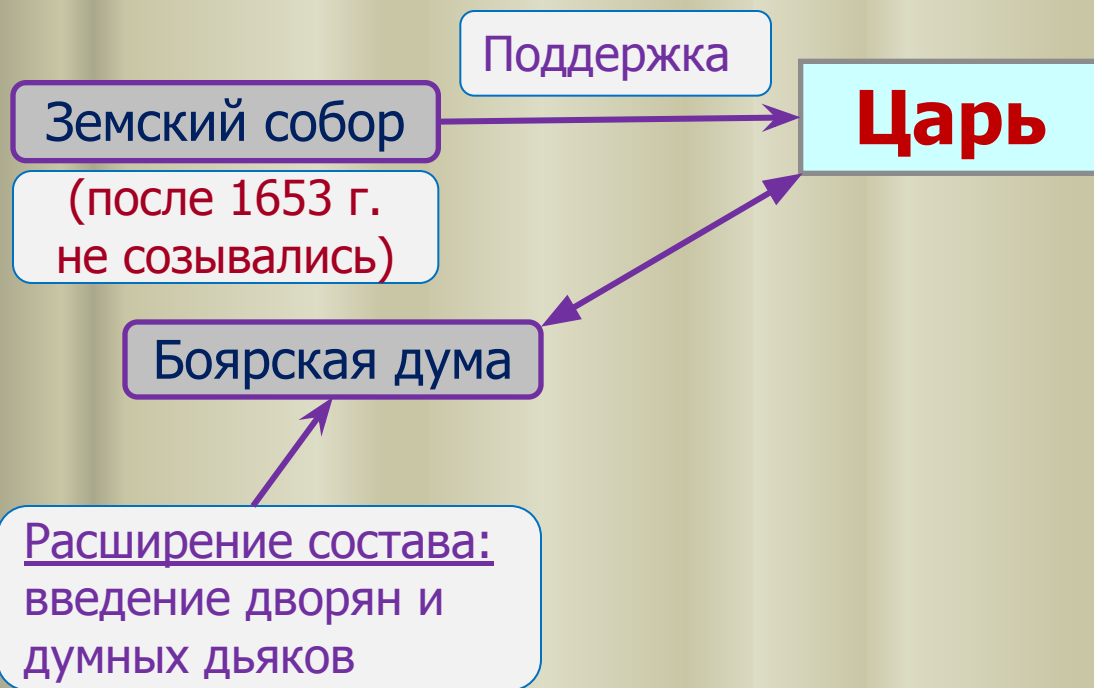 Поддержка
Земский собор
Царь
(после 1653 г.
не созывались)
Боярская дума
Расширение состава:
введение дворян и
думных дьяков